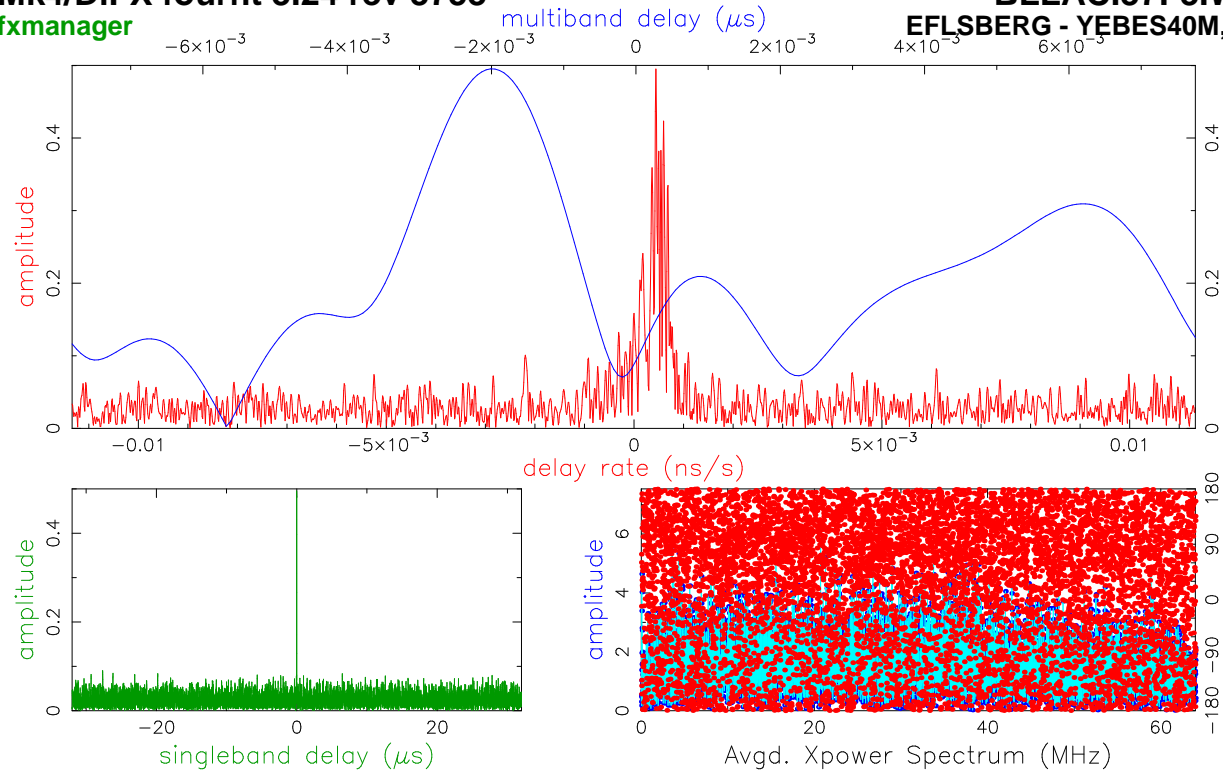 multiband delay (μs)
fxmanager
EFLSBERG - YEBES40M,
−6×10⁻³ −4×10⁻³ −2×10⁻³ 0 2×10⁻³ 4×10⁻³ 6×10⁻³
amplitude
0 0.2 0.4
0 0.2 0.4
−0.01 −5×10⁻³ 0 5×10⁻³ 0.01
delay rate (ns/s)
amplitude
0 0.2 0.4
−20 0 20
singleband delay (μs)
amplitude
0 2 4 6
−180 −90 0 90 180
0 20 40 60
Avgd. Xpower Spectrum (MHz)